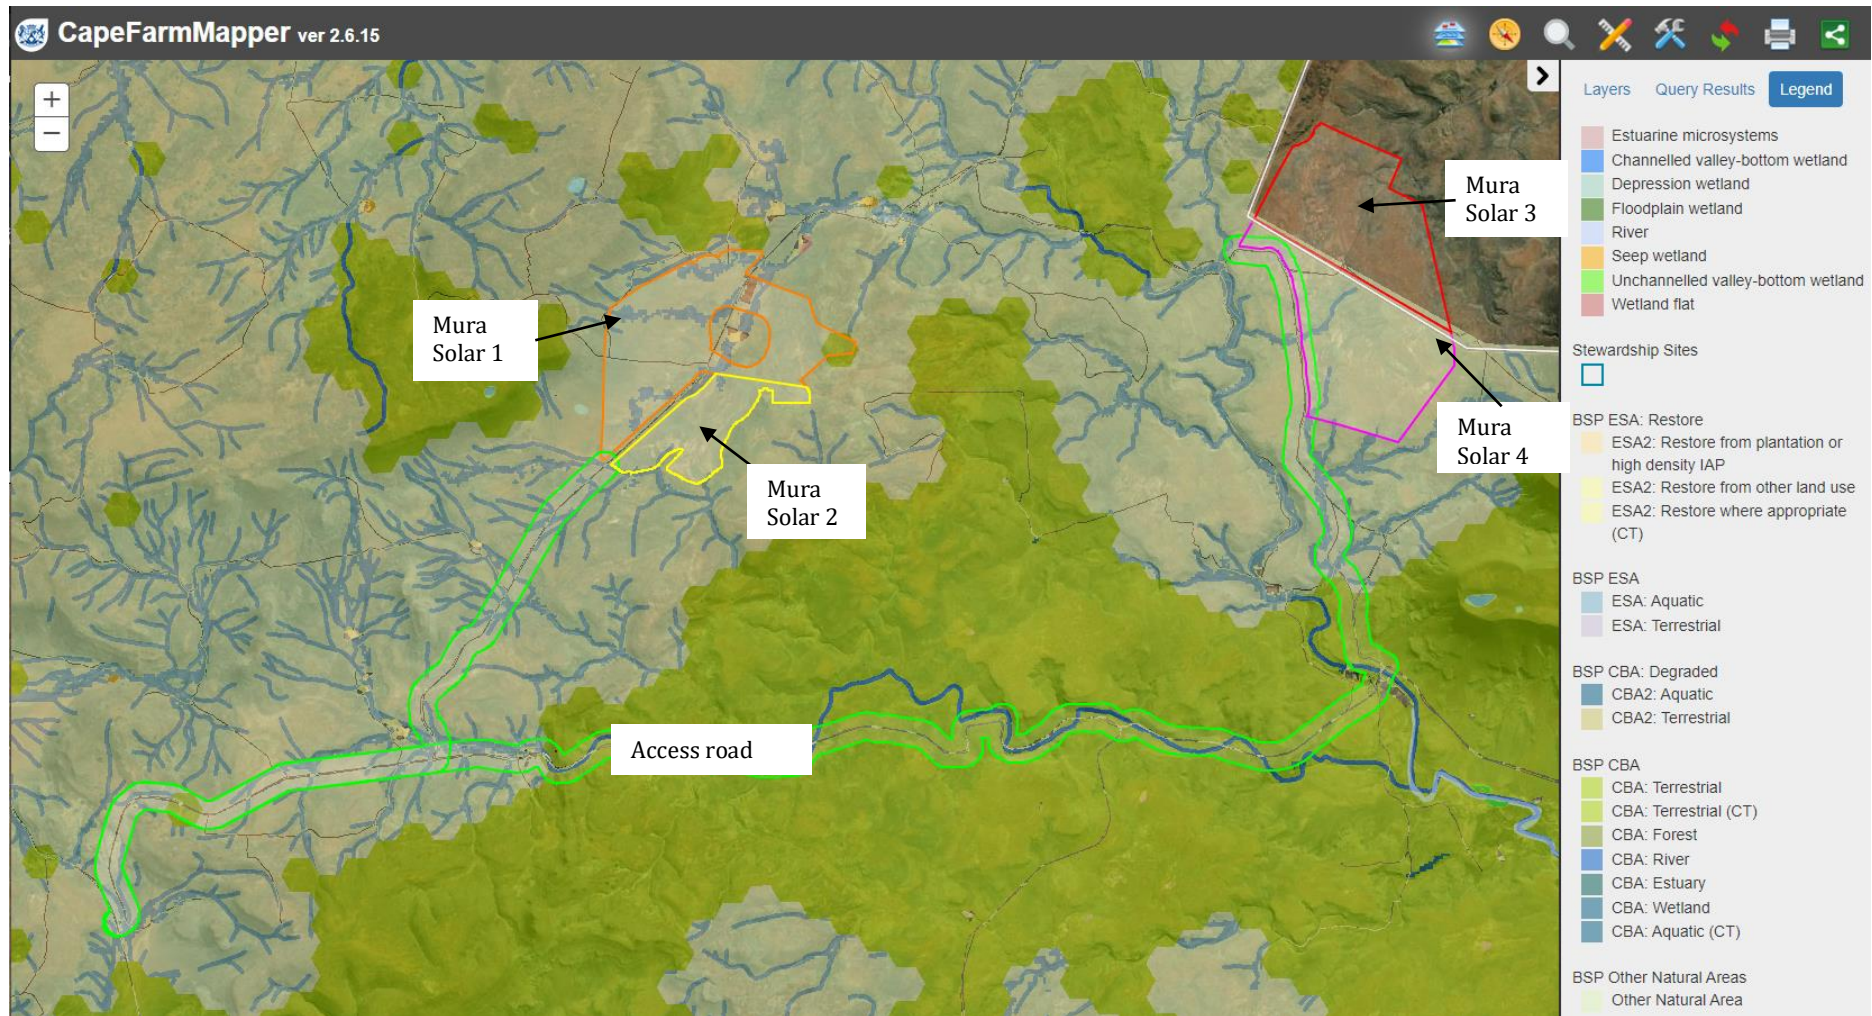 CapeFarmMapper ver 2.6.15
+
−
Mura
Solar 3
Mura
Solar 1
Mura
Solar 4
Mura
Solar 2
Access road
Layers Query Results Legend
Estuarine microsystems
Channelled valley-bottom wetland
Depression wetland
Floodplain wetland
River
Seep wetland
Unchannelled valley-bottom wetland
Wetland flat
Stewardship Sites
BSP ESA: Restore
ESA2: Restore from plantation or
high density IAP
ESA2: Restore from other land use
ESA2: Restore where appropriate
(CT)
BSP ESA
ESA: Aquatic
ESA: Terrestrial
BSP CBA: Degraded
CBA2: Aquatic
CBA2: Terrestrial
BSP CBA
CBA: Terrestrial
CBA: Terrestrial (CT)
CBA: Forest
CBA: River
CBA: Estuary
CBA: Wetland
CBA: Aquatic (CT)
BSP Other Natural Areas
Other Natural Area